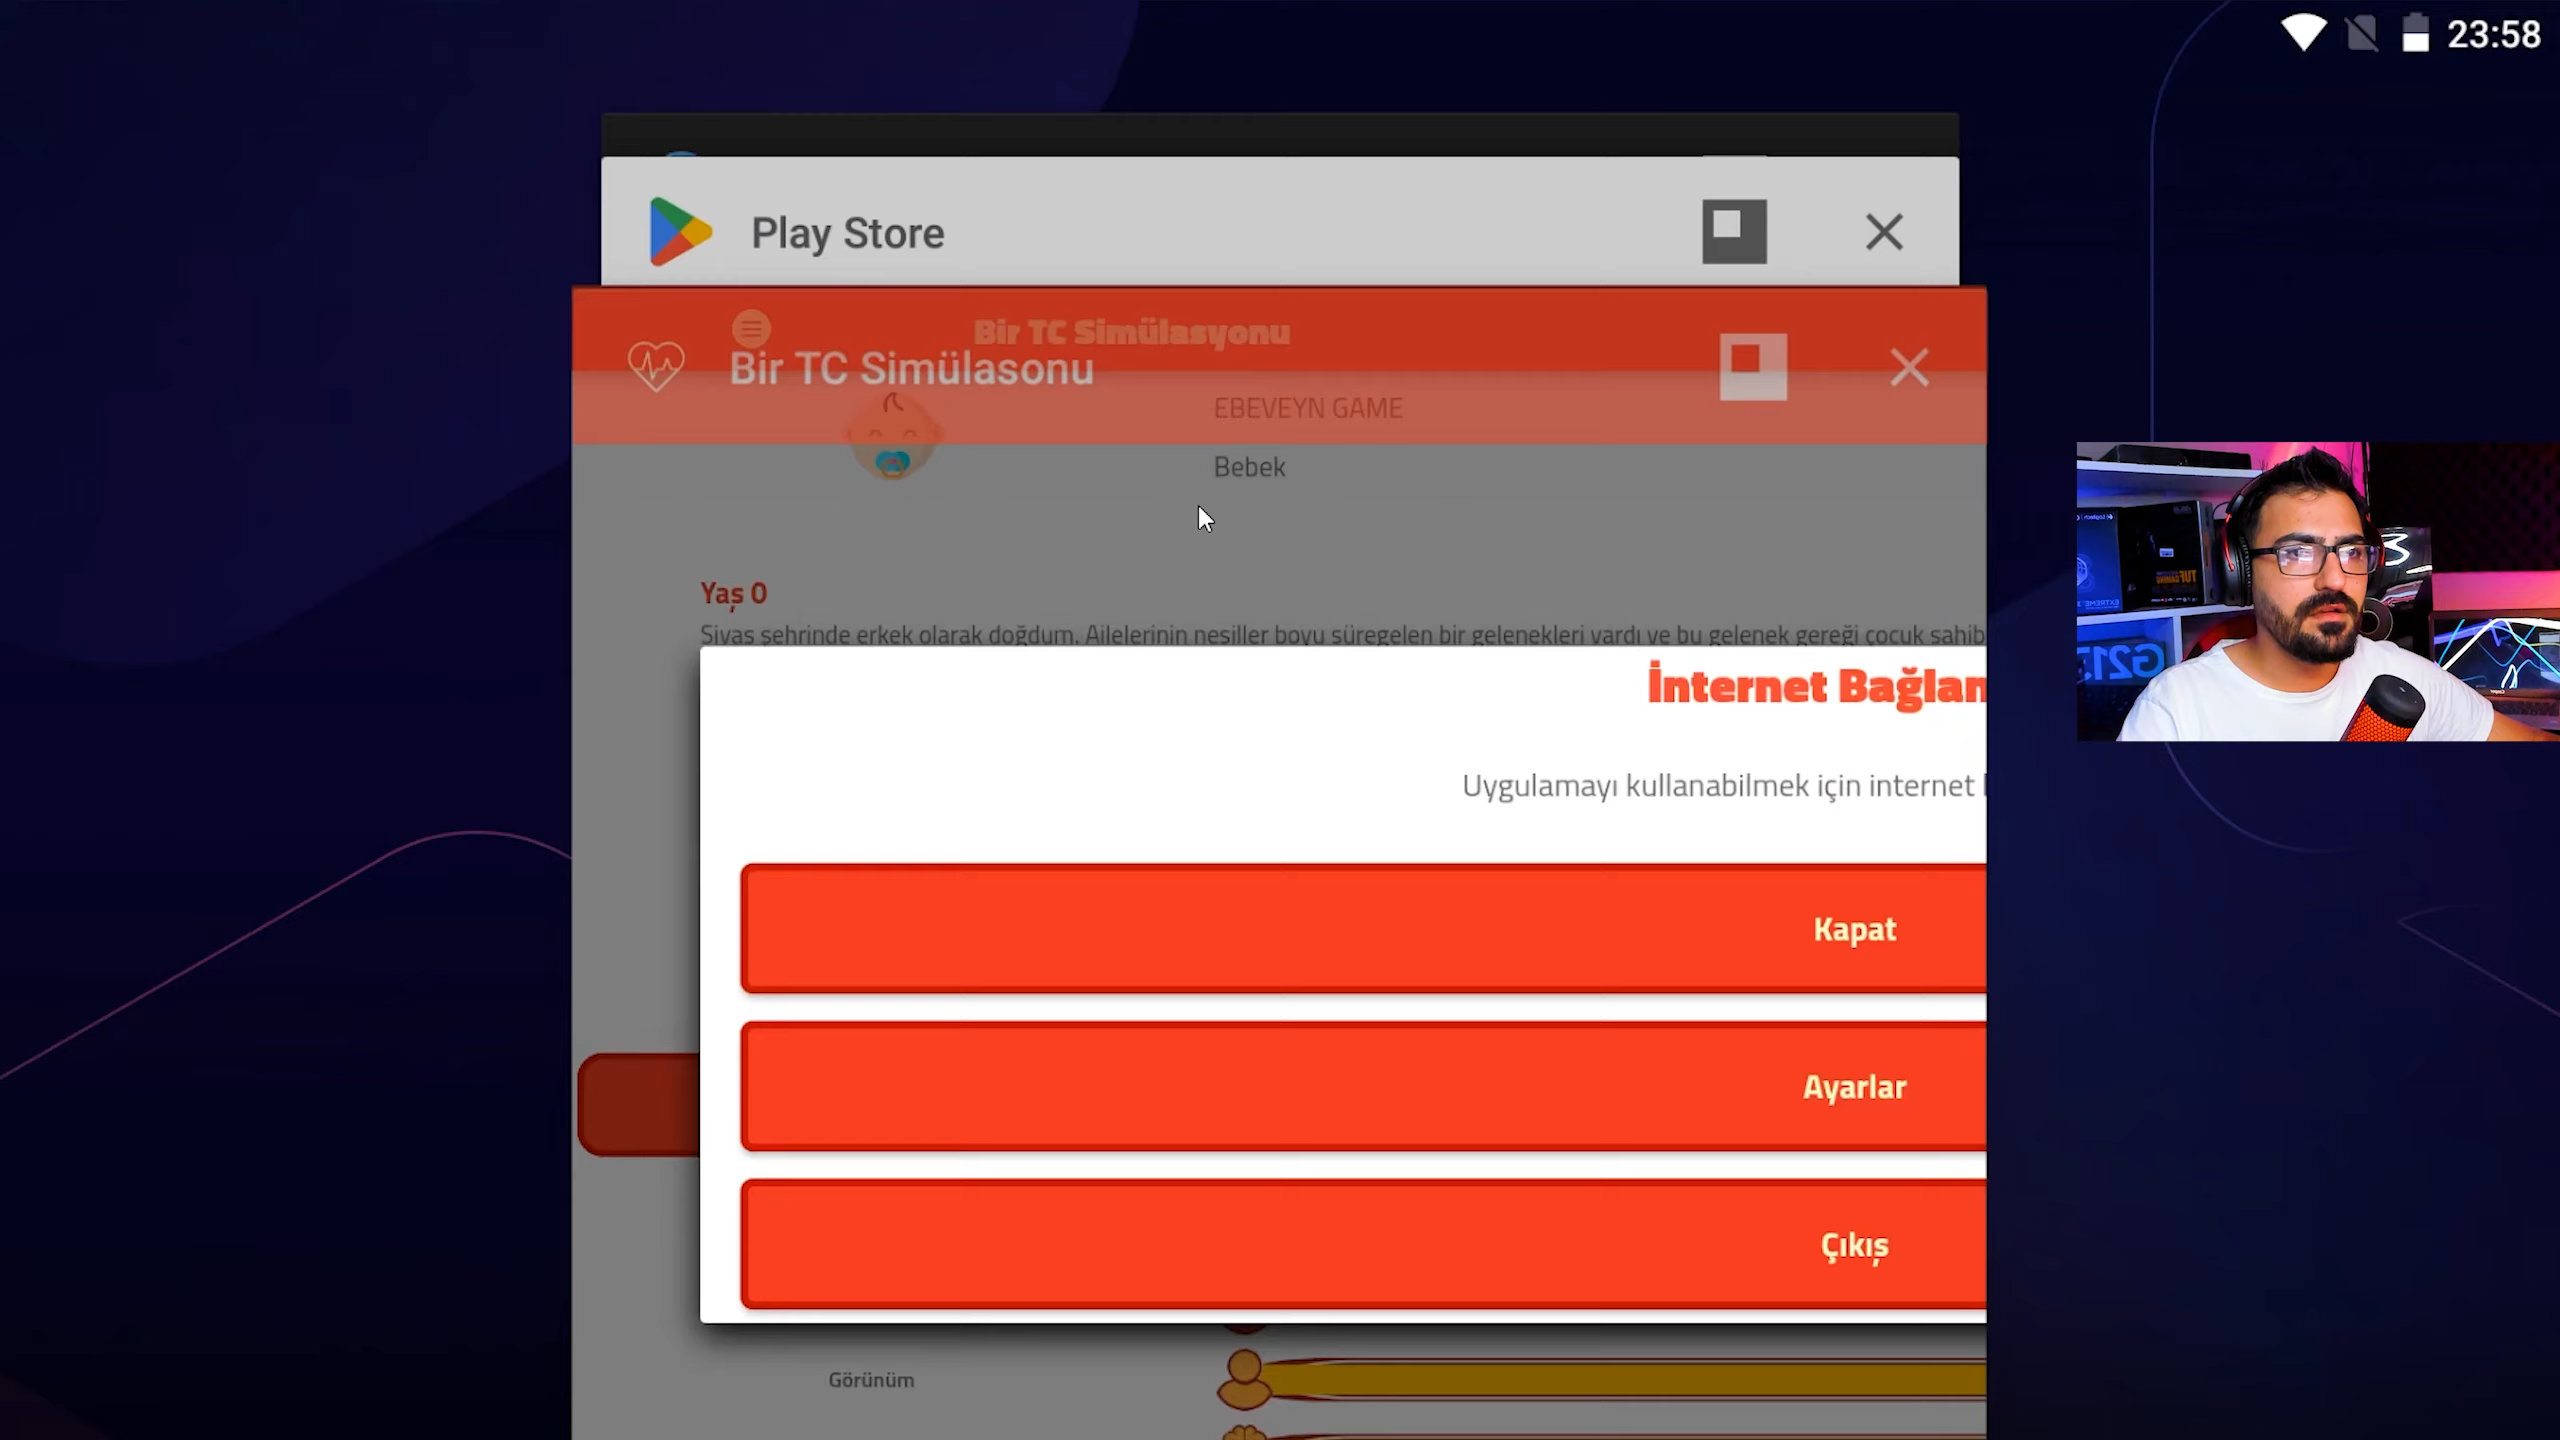 23:58
Play Store
Bir TC Simülasyonu
Bir TC Simülasonu
EBEVEYN GAME
Bebek
Yaş 0
Sivas şehrinde erkek olarak doğdum. Ailelerinin nesiller boyu süregelen bir gelenekleri vardı ve bu gelenek gereği çocuk sahib
İnternet Bağlan
Uygulamayı kullanabilmek için internet
Kapat
Ayarlar
Çıkış
Görünüm